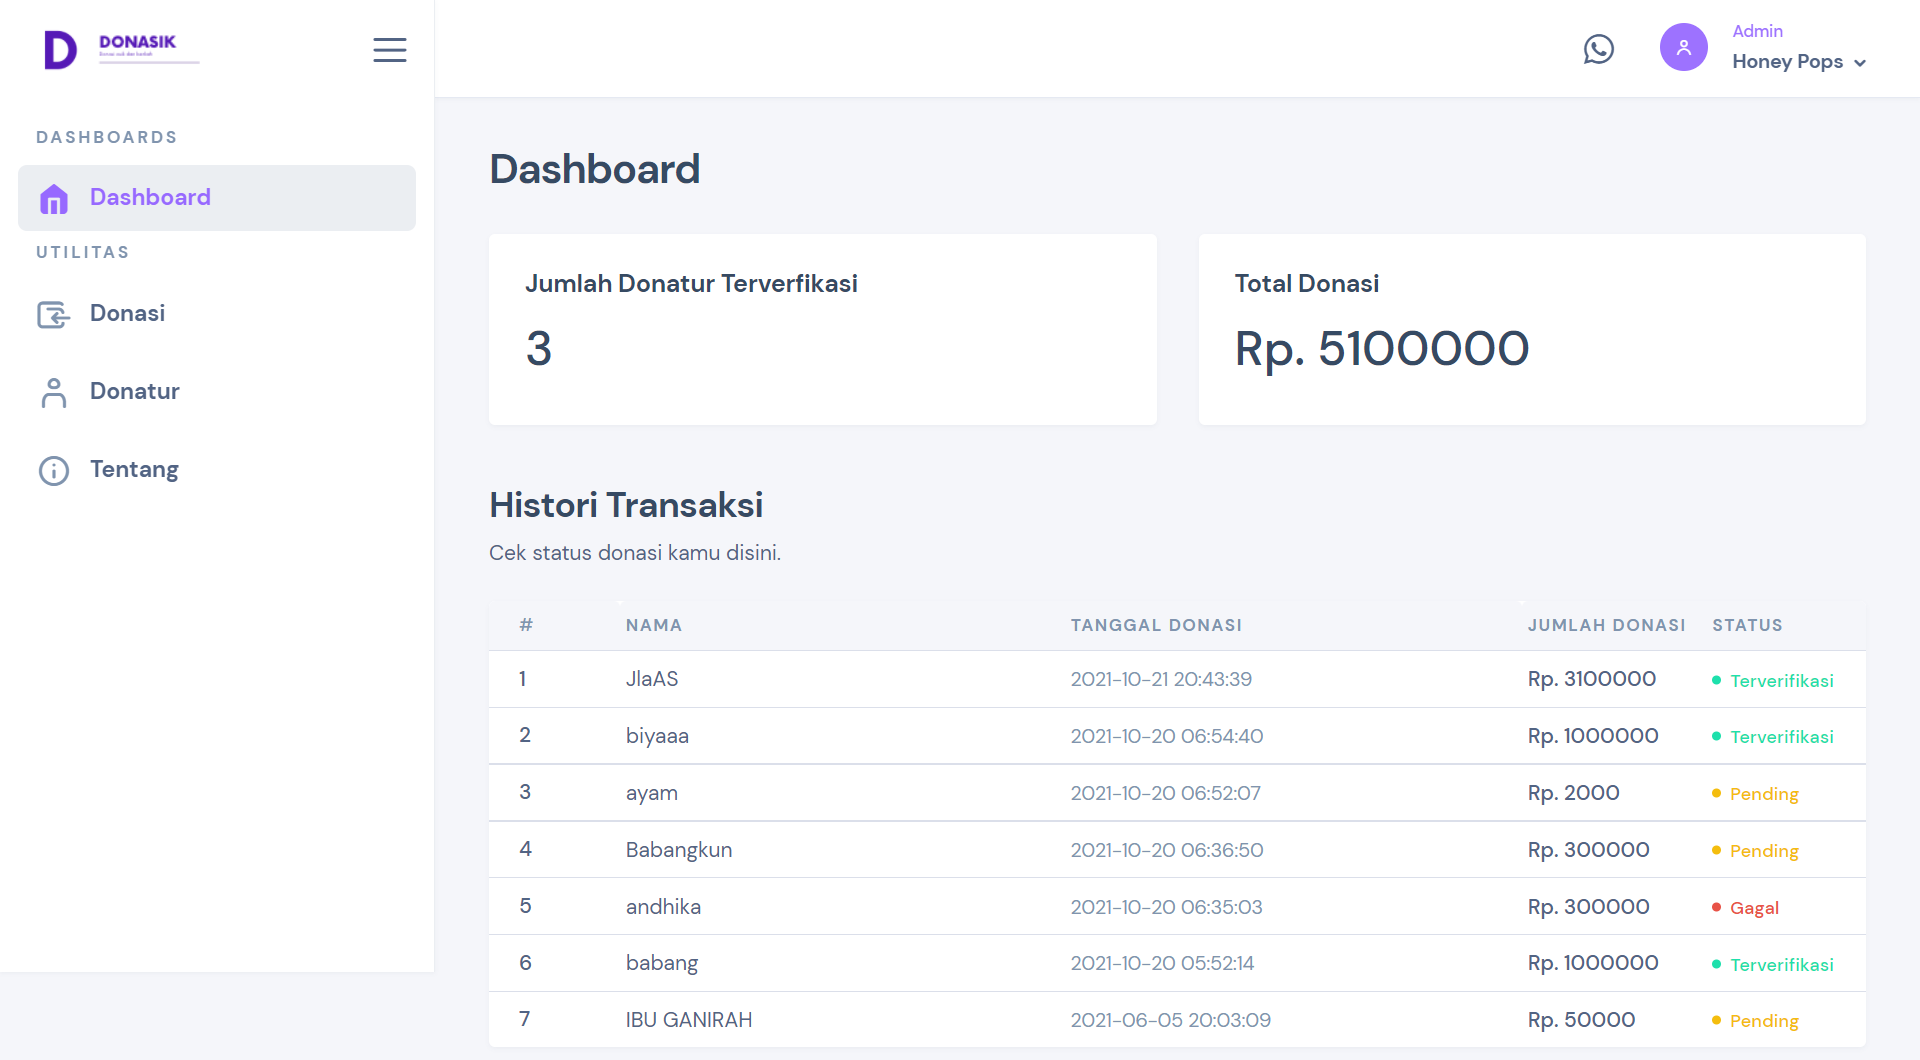 D DONASIK
Admin
Honey Pops
DASHBOARDS
Dashboard
UTILITAS
Donasi
Donatur
Tentang
Dashboard
Jumlah Donatur Terverfikasi
3
Total Donasi
Rp. 5100000
Histori Transaksi
Cek status donasi kamu disini.
# NAMA TANGGAL DONASI JUMLAH DONASI STATUS
1 JlaAS 2021-10-21 20:43:39 Rp. 3100000 Terverifikasi
2 biyaaa 2021-10-20 06:54:40 Rp. 1000000 Terverifikasi
3 ayam 2021-10-20 06:52:07 Rp. 2000 Pending
4 Babangkun 2021-10-20 06:36:50 Rp. 300000 Pending
5 andhika 2021-10-20 06:35:03 Rp. 300000 Gagal
6 babang 2021-10-20 05:52:14 Rp. 1000000 Terverifikasi
7 IBU GANIRAH 2021-06-05 20:03:09 Rp. 50000 Pending